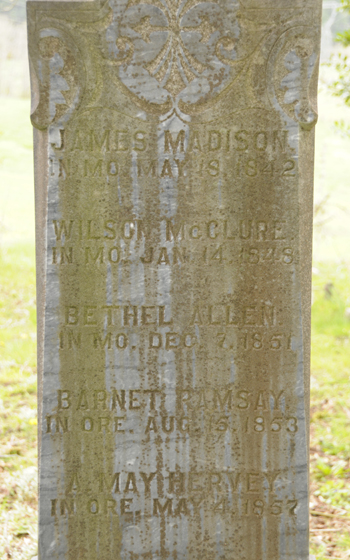 JAMES MADISON
IN MO. MAY 18, 1842
WILSON McCLURE
IN MO. JAN 14, 1848
BETHEL ALLEN
IN MO. DEC. 7, 1851
BARNET RAMSAY
IN ORE. AUG. 15, 1853
A. MAY HERVEY
IN ORE. MAY 4, 1857